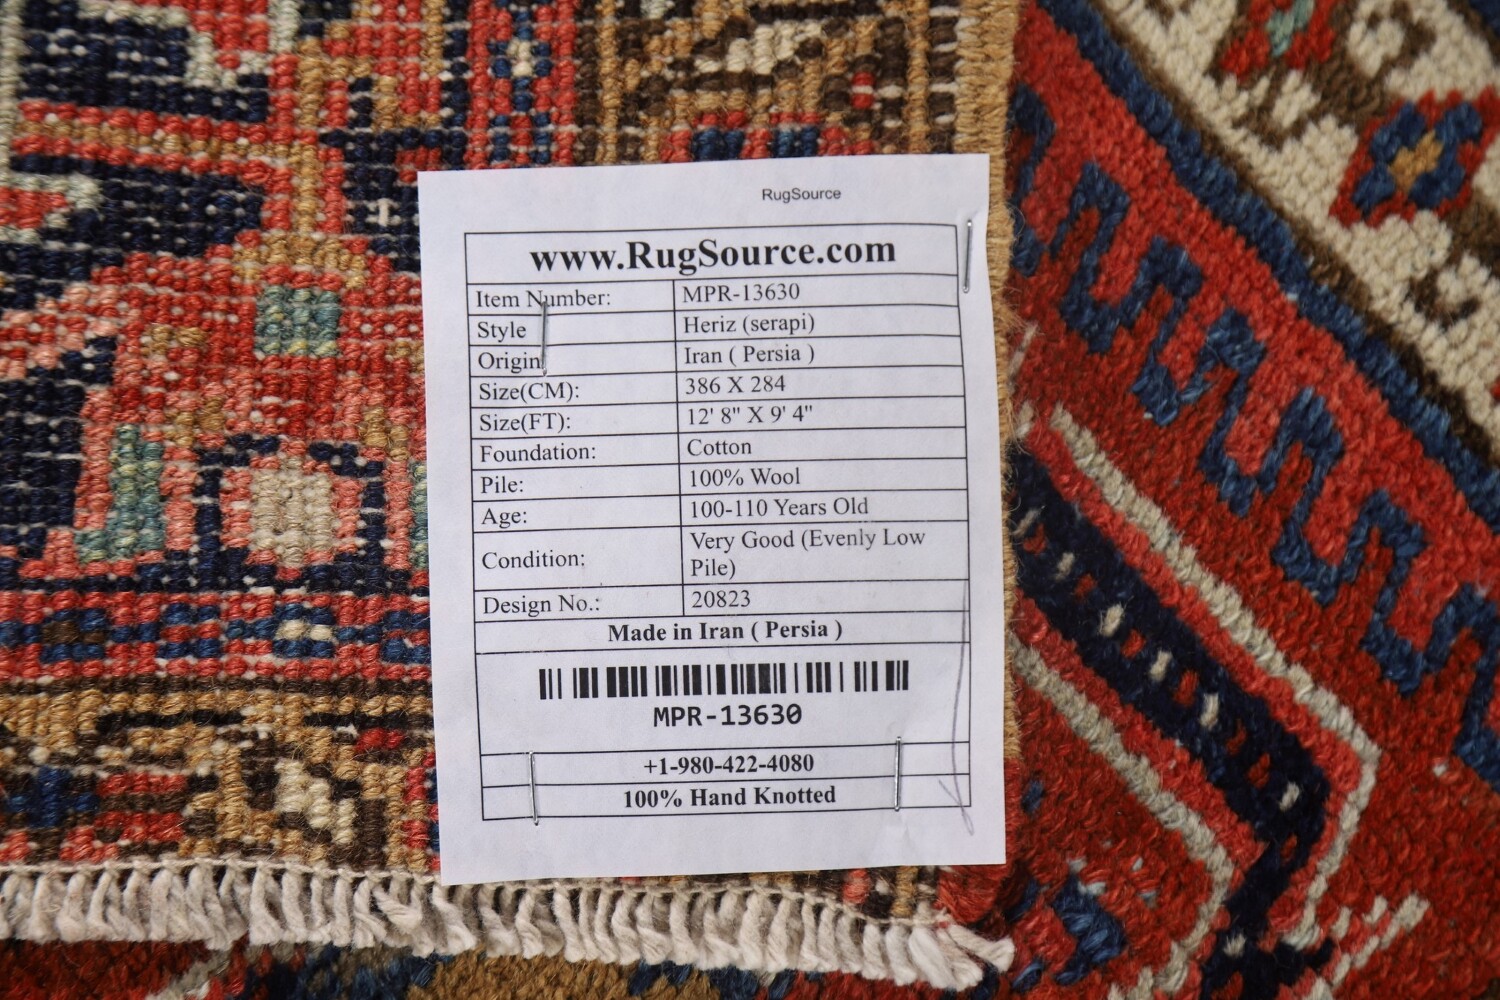 RugSource
www.RugSource.com
Item Number: MPR-13630
Style Heriz (serapi)
Origin Iran ( Persia )
Size(CM): 386 X 284
Size(FT): 12' 8" X 9' 4"
Foundation: Cotton
Pile: 100% Wool
Age: 100-110 Years Old
Condition: Very Good (Evenly Low
Pile)
Design No.: 20823
Made in Iran ( Persia )
MPR-13630
+1-980-422-4080
100% Hand Knotted